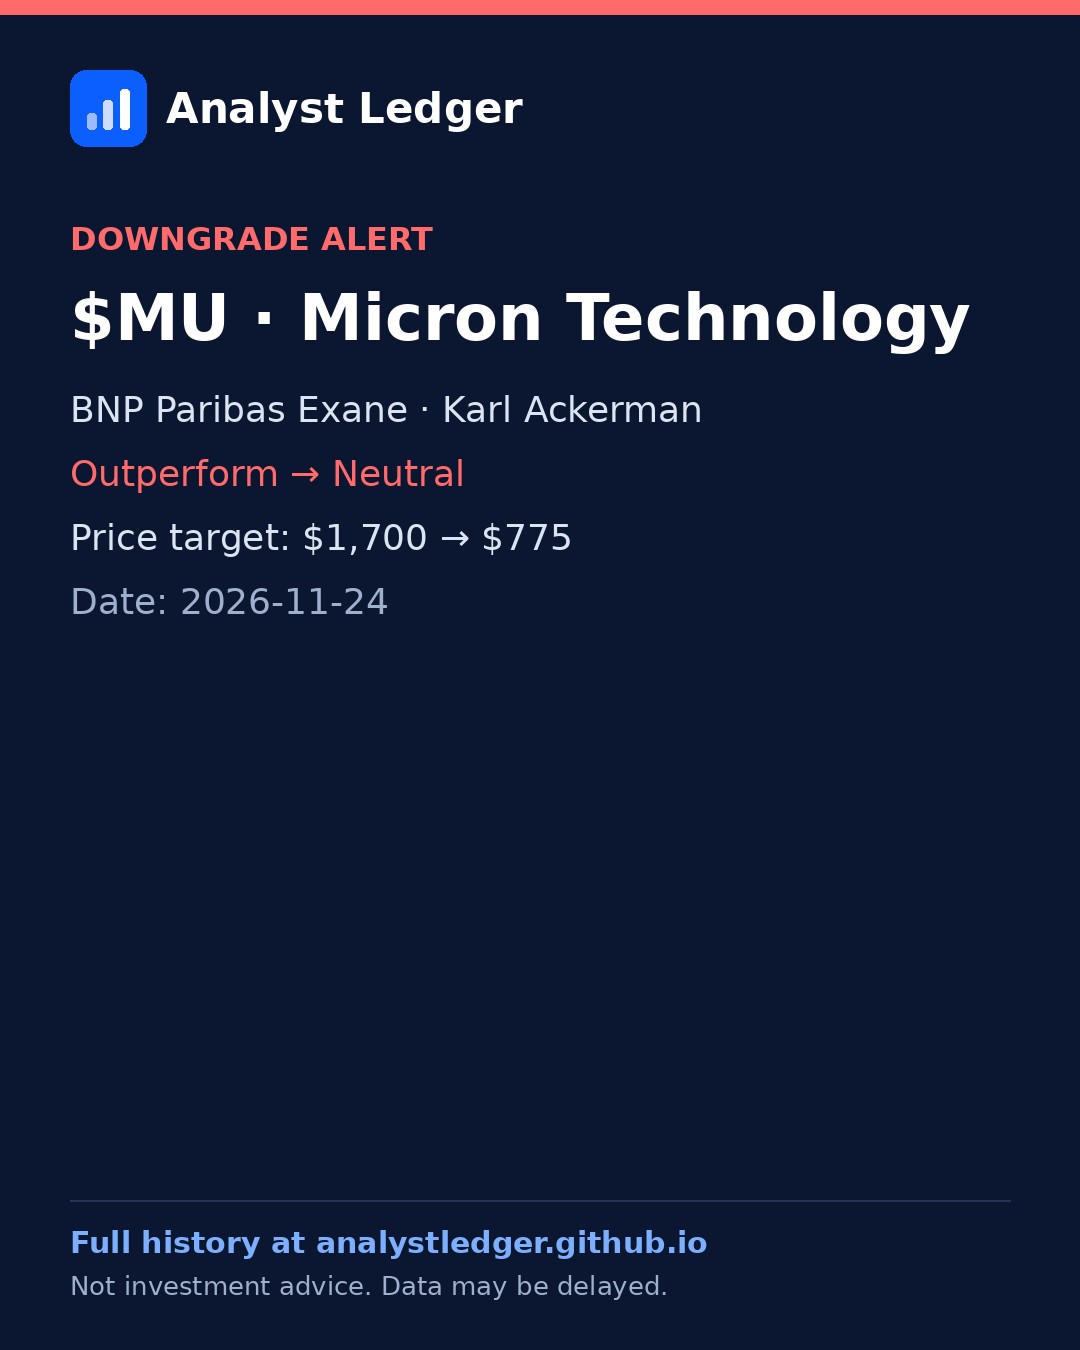 Analyst Ledger
DOWNGRADE ALERT
$MU · Micron Technology
BNP Paribas Exane · Karl Ackerman
Outperform → Neutral
Price target: $1,700 → $775
Date: 2026-11-24
Full history at analystledger.github.io
Not investment advice. Data may be delayed.